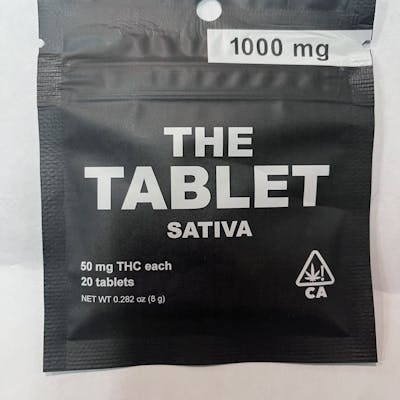 1000 mg
THE
TABLET
SATIVA
50 mg THC each
20 tablets
NET WT 0.282 oz (8 g)
CA